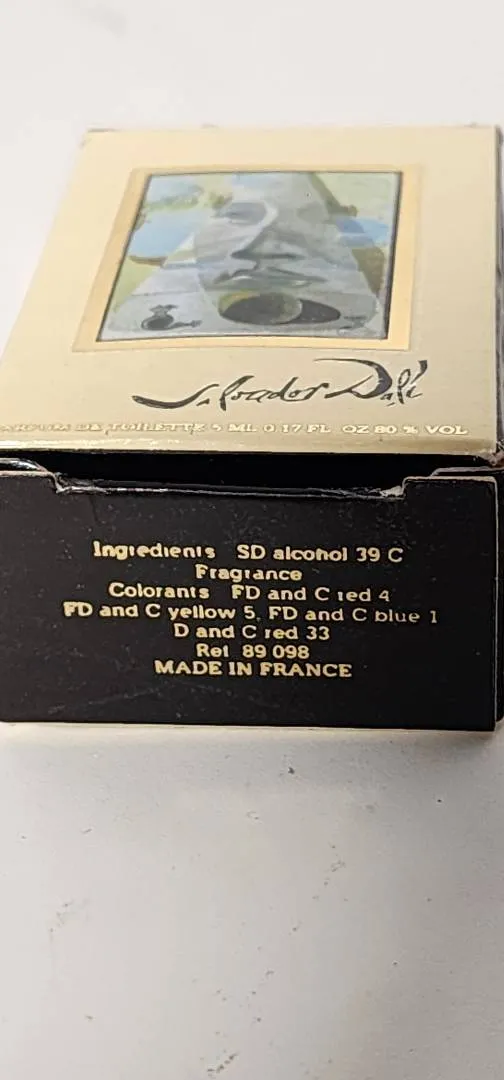 Salvador Dalí
PARFUM DE TOILETTE 5 ML 0.17 FL OZ 80 % VOL
Ingredients SD alcohol 39 C
Fragrance
Colorants FD and C red 4
FD and C yellow 5, FD and C blue 1
D and C red 33
Ref 89 098
MADE IN FRANCE